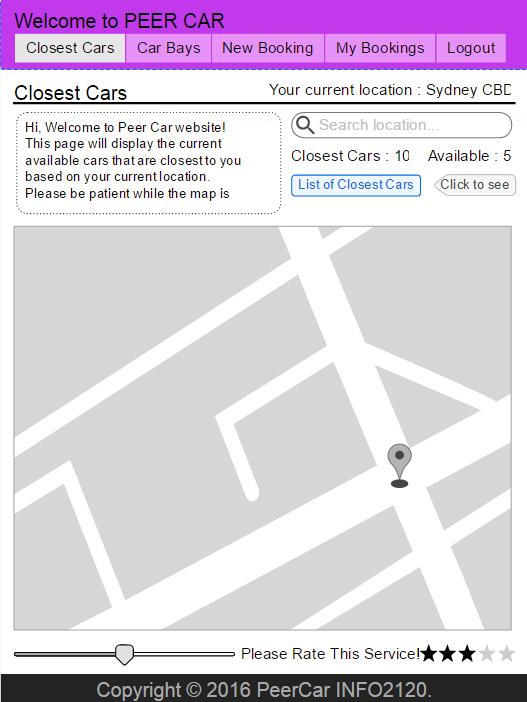 Welcome to PEER CAR
Closest Cars Car Bays New Booking My Bookings Logout
Closest Cars
Your current location : Sydney CBD
Hi, Welcome to Peer Car website!
This page will display the current
available cars that are closest to you
based on your current location.
Please be patient while the map is
Search location...
Closest Cars : 10 Available : 5
List of Closest Cars Click to see
Please Rate This Service!
Copyright © 2016 PeerCar INFO2120.